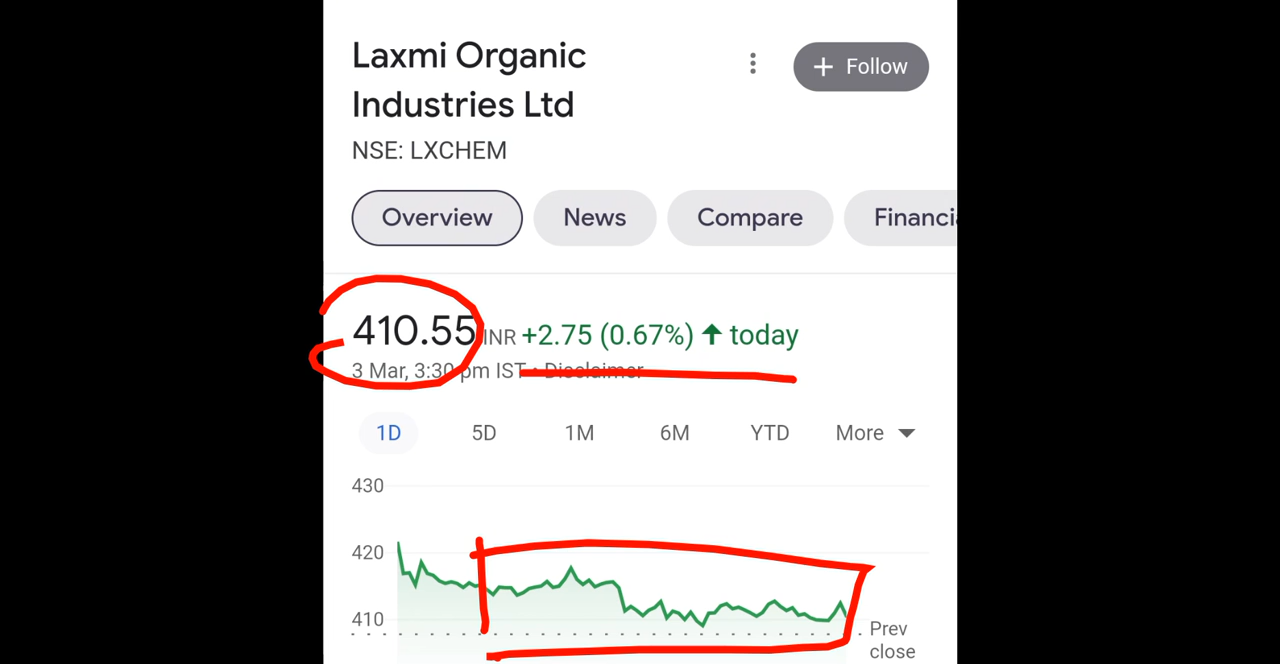 Laxmi Organic
Industries Ltd
+ Follow
NSE: LXCHEM
Overview News Compare Financi
410.55 INR +2.75 (0.67%) ↑ today
3 Mar, 3:30 pm IST • Disclaimer
1D 5D 1M 6M YTD More
430
420
410
Prev
close